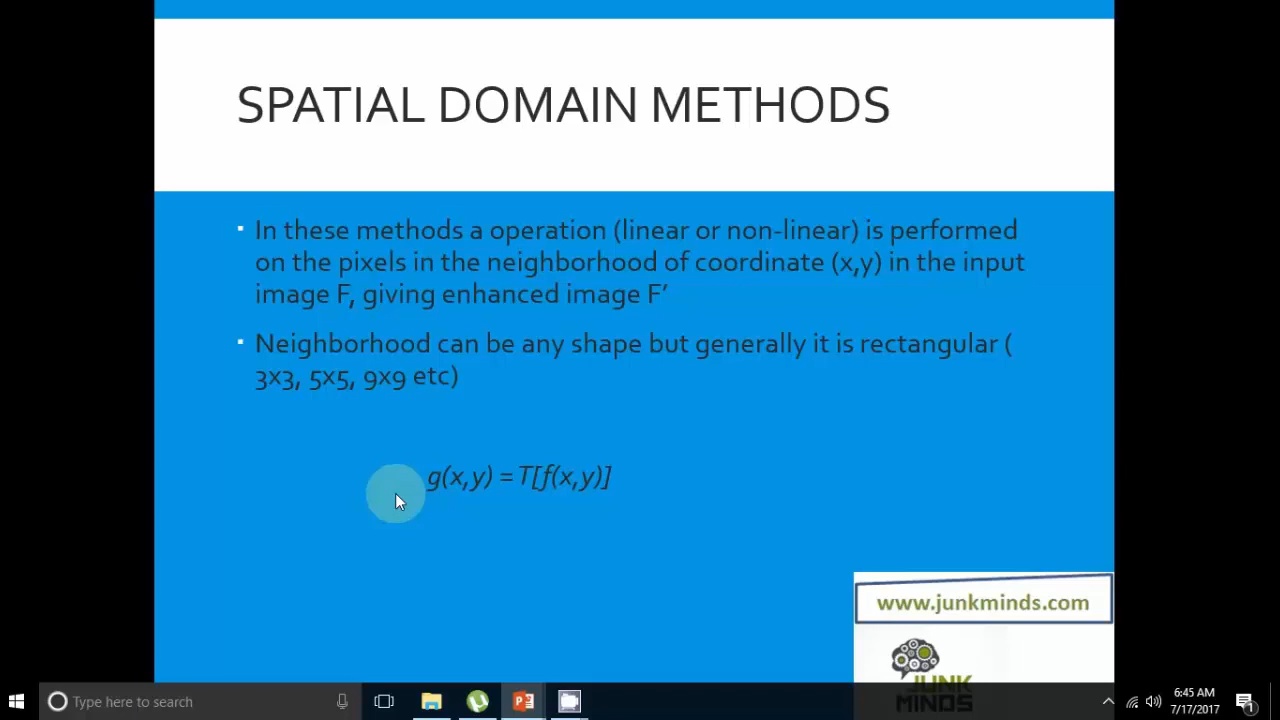 SPATIAL DOMAIN METHODS
In these methods a operation (linear or non-linear) is performed
on the pixels in the neighborhood of coordinate (x,y) in the input
image F, giving enhanced image F’
Neighborhood can be any shape but generally it is rectangular (
3x3, 5x5, 9x9 etc)
g(x,y) = T[f(x,y)]
www.junkminds.com
JUNK
MINDS
Type here to search
6:45 AM
7/17/2017
1